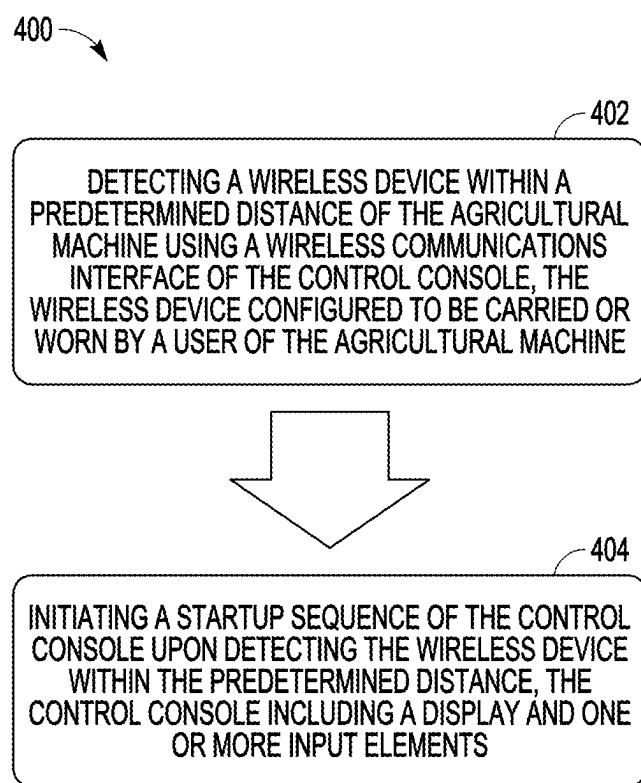 400
402
DETECTING A WIRELESS DEVICE WITHIN A
PREDETERMINED DISTANCE OF THE AGRICULTURAL
MACHINE USING A WIRELESS COMMUNICATIONS
INTERFACE OF THE CONTROL CONSOLE, THE
WIRELESS DEVICE CONFIGURED TO BE CARRIED OR
WORN BY A USER OF THE AGRICULTURAL MACHINE
404
INITIATING A STARTUP SEQUENCE OF THE CONTROL
CONSOLE UPON DETECTING THE WIRELESS DEVICE
WITHIN THE PREDETERMINED DISTANCE, THE
CONTROL CONSOLE INCLUDING A DISPLAY AND ONE
OR MORE INPUT ELEMENTS